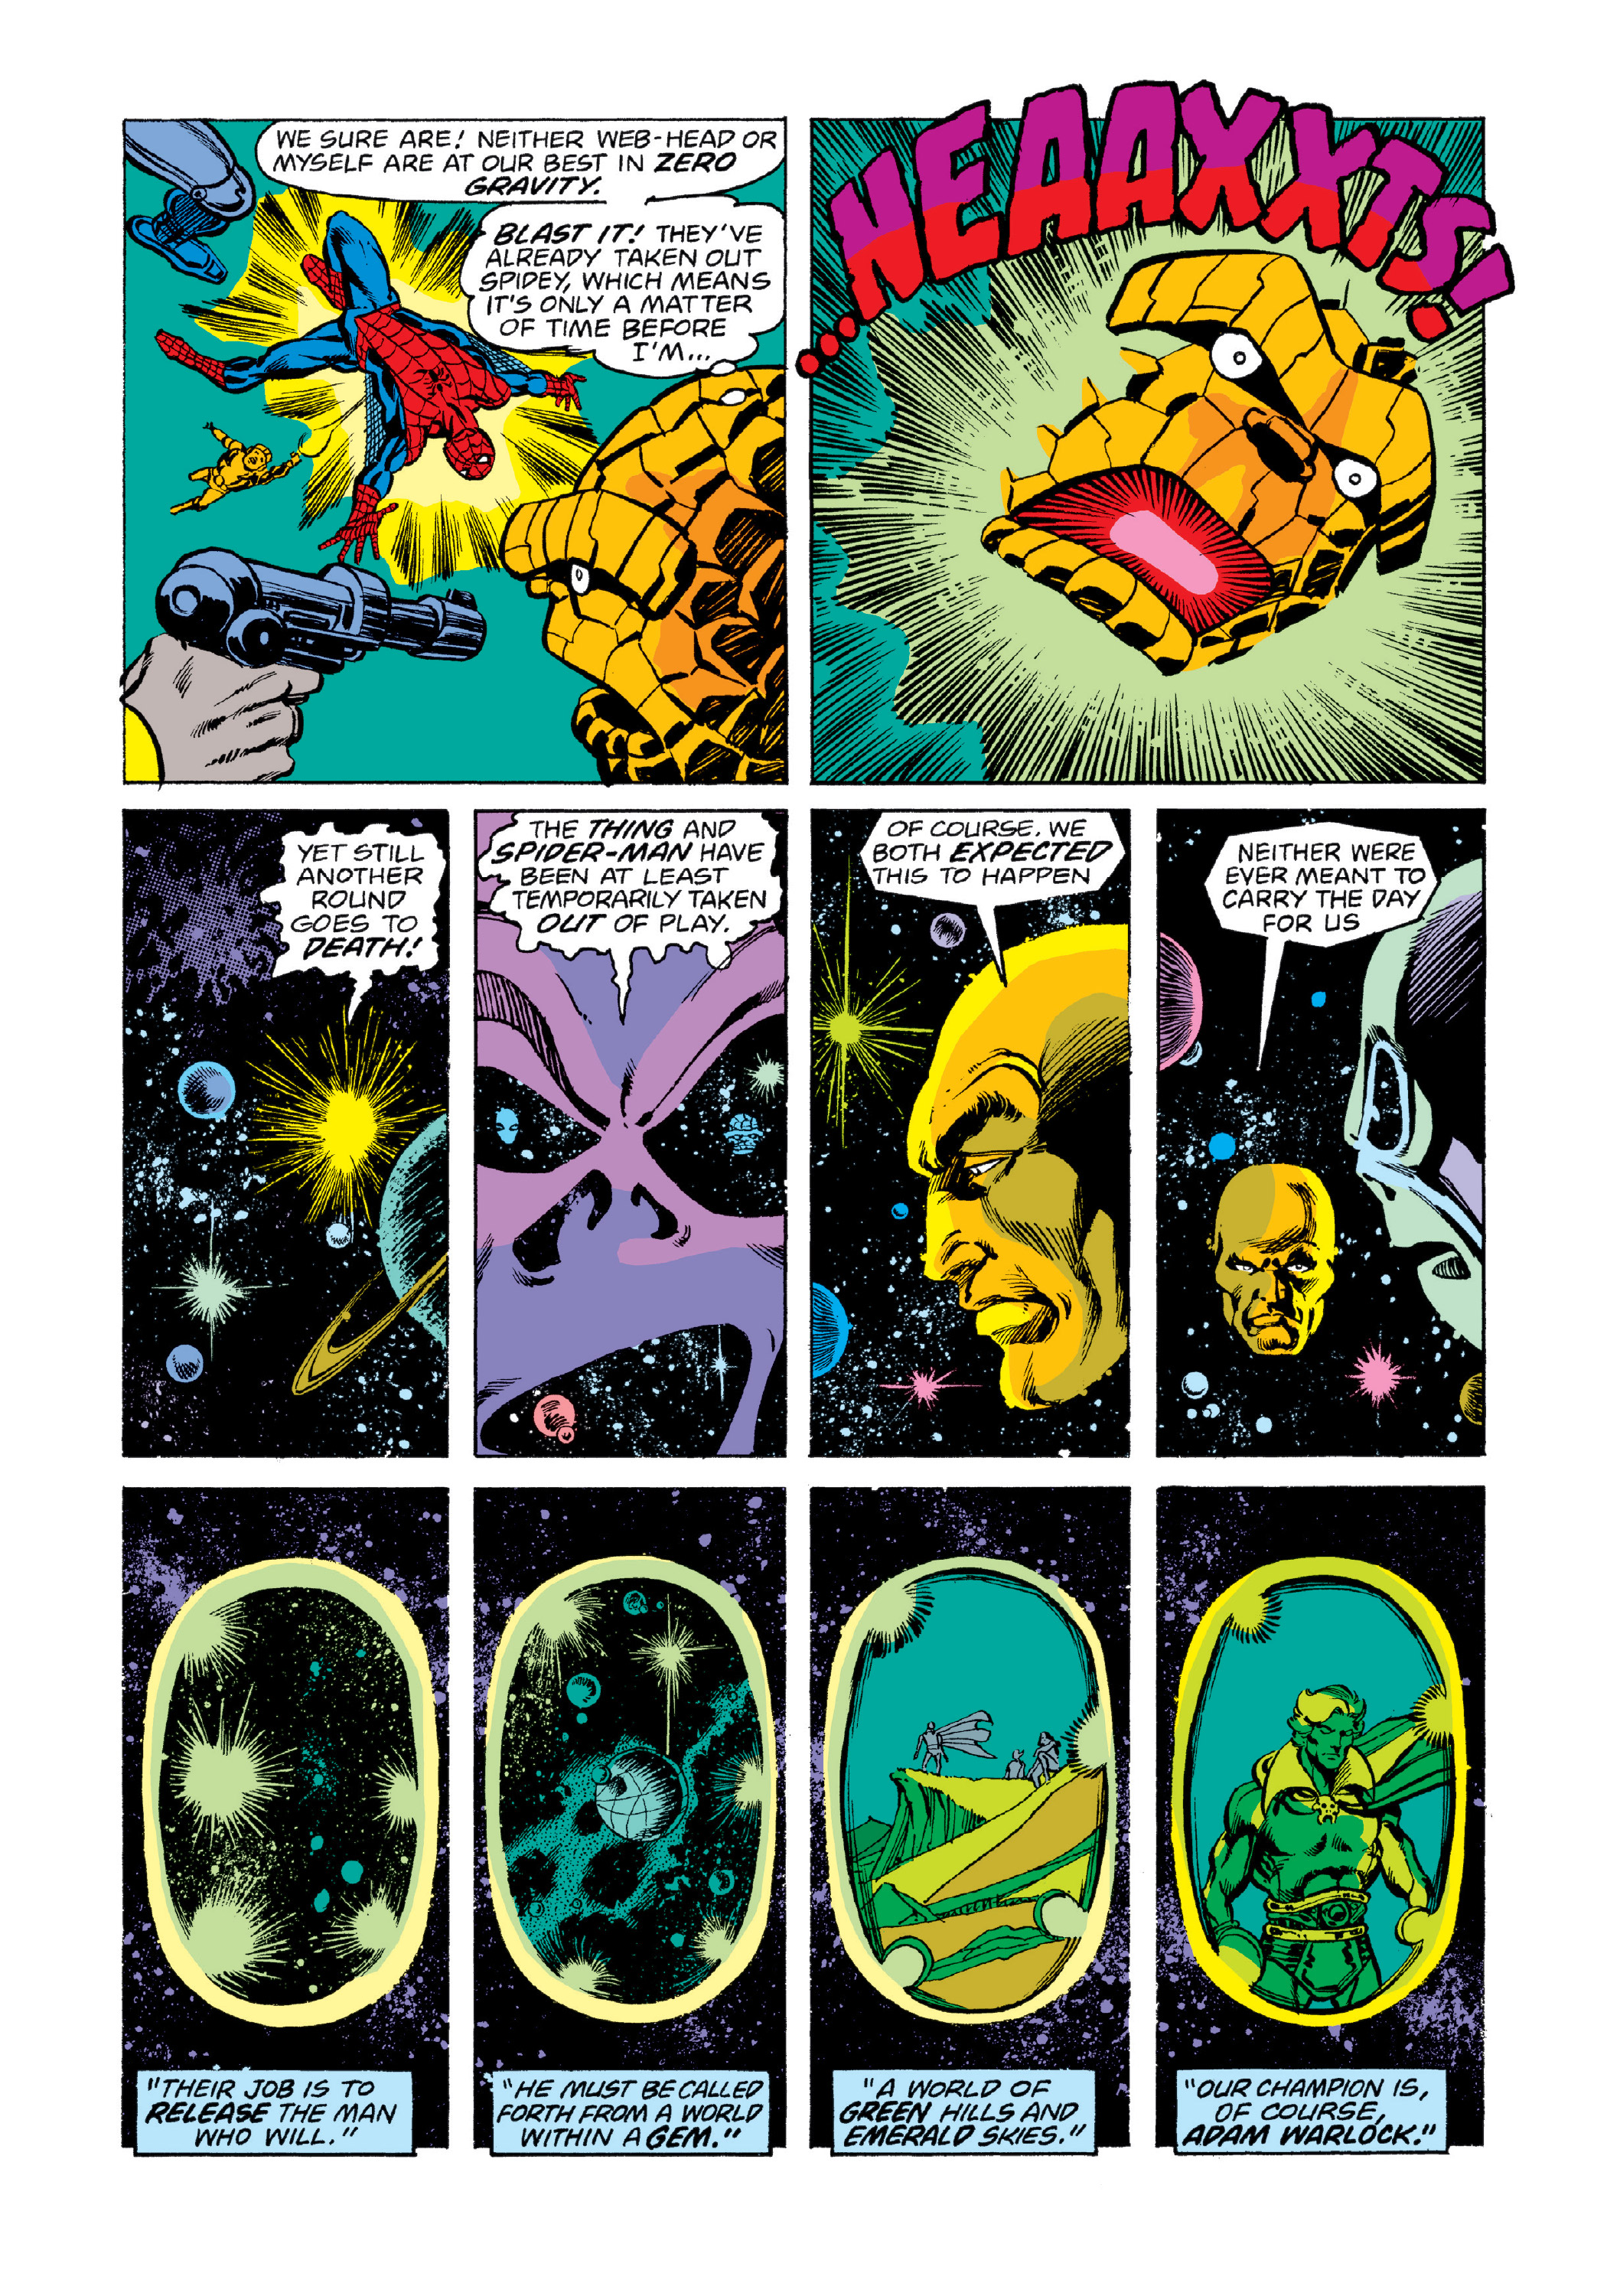 WE SURE ARE! NEITHER WEB-HEAD OR
MYSELF ARE AT OUR BEST IN ZERO
GRAVITY.
BLAST IT! THEY'VE
ALREADY TAKEN OUT
SPIDEY, WHICH MEANS
IT'S ONLY A MATTER
OF TIME BEFORE
I'M...
...HEAAXXTS!
YET STILL
ANOTHER
ROUND
GOES TO
DEATH!
THE THING AND
SPIDER-MAN HAVE
BEEN AT LEAST
TEMPORARILY TAKEN
OUT OF PLAY.
OF COURSE. WE
BOTH EXPECTED
THIS TO HAPPEN
NEITHER WERE
EVER MEANT TO
CARRY THE DAY
FOR US
"THEIR JOB IS TO
RELEASE THE MAN
WHO WILL."
"HE MUST BE CALLED
FORTH FROM A WORLD
WITHIN A GEM."
"A WORLD OF
GREEN HILLS AND
EMERALD SKIES."
"OUR CHAMPION IS,
OF COURSE,
ADAM WARLOCK."